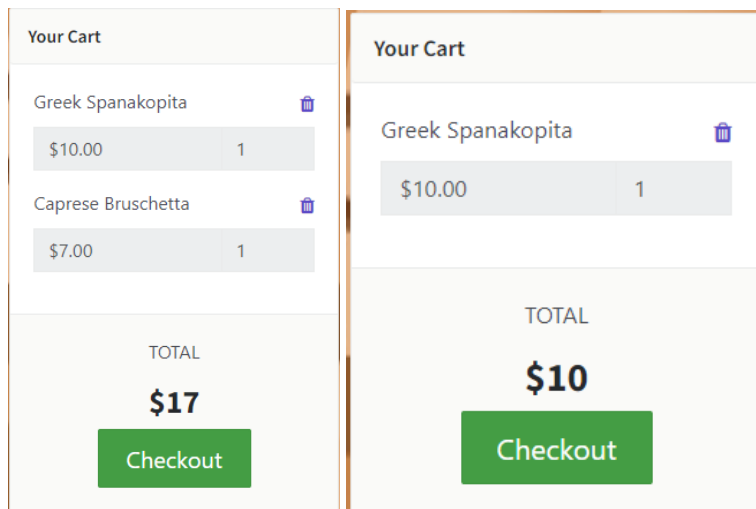 Your Cart
Greek Spanakopita
$10.00 1
Caprese Bruschetta
$7.00 1
TOTAL
$17
Checkout
Your Cart
Greek Spanakopita
$10.00 1
TOTAL
$10
Checkout